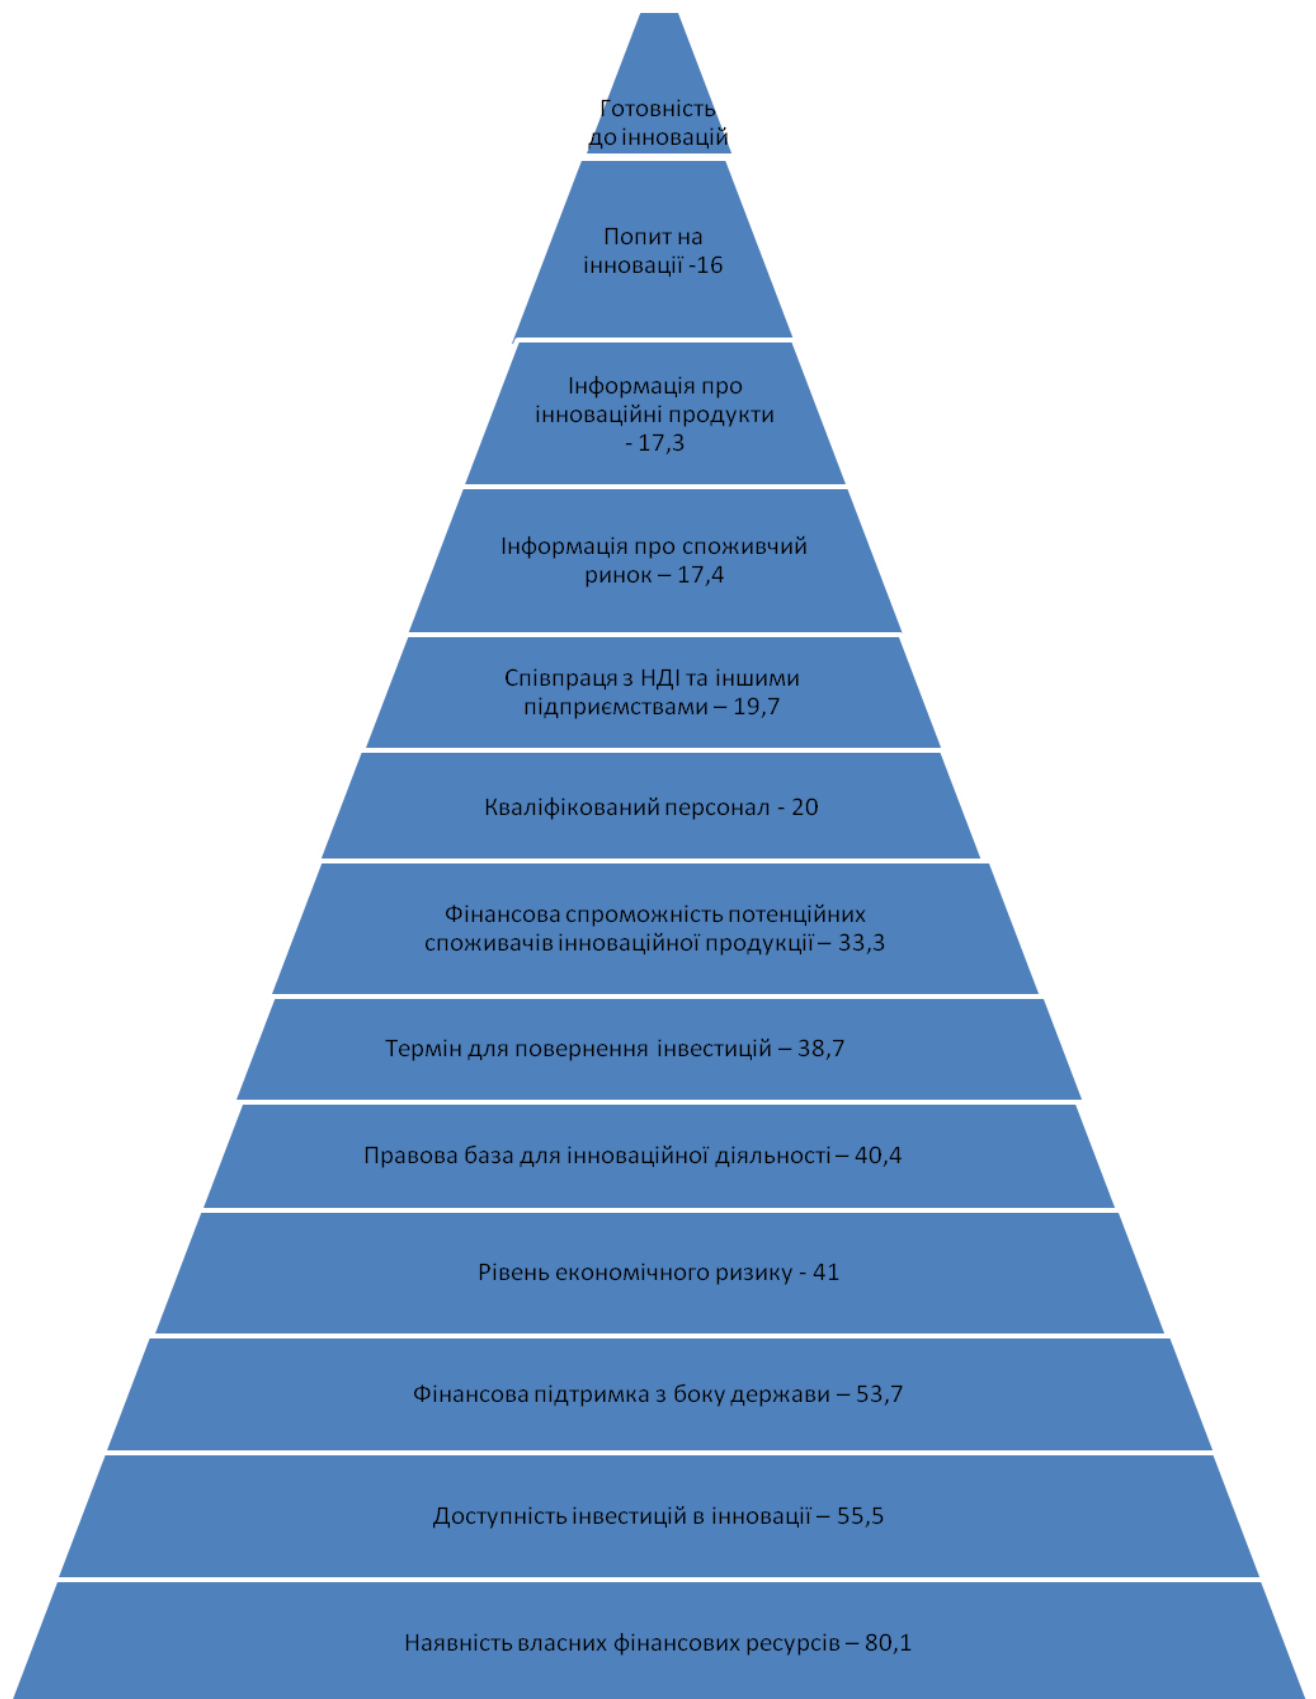 Готовність
до інновацій
Попит на
інновації -16
Інформація про
інноваційні продукти
- 17,3
Інформація про споживчий
ринок – 17,4
Співпраця з НДІ та іншими
підприємствами – 19,7
Кваліфікований персонал - 20
Фінансова спроможність потенційних
споживачів інноваційної продукції – 33,3
Термін для повернення інвестицій – 38,7
Правова база для інноваційної діяльності – 40,4
Рівень економічного ризику - 41
Фінансова підтримка з боку держави – 53,7
Доступність інвестицій в інновації – 55,5
Наявність власних фінансових ресурсів – 80,1